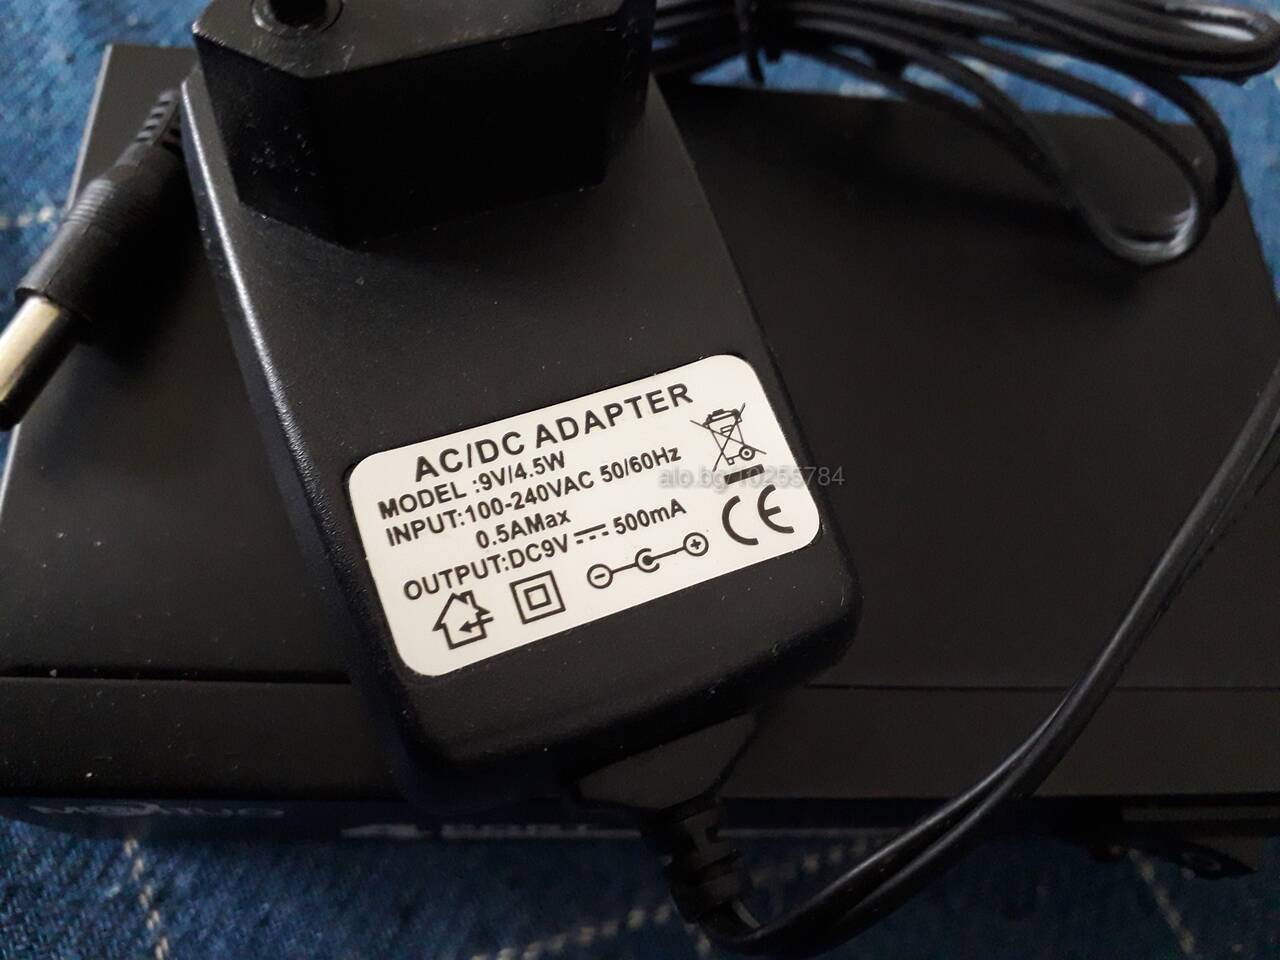 AC/DC ADAPTER
MODEL :9V/4.5W
INPUT:100-240VAC 50/60Hz
0.5AMax
OUTPUT:DC9V⎓500mA
CE
alo.bg 10255784